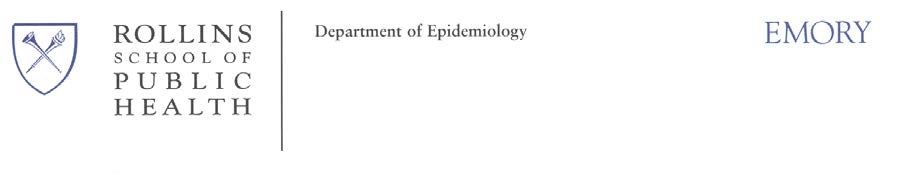 ROLLINS
SCHOOL OF
PUBLIC
HEALTH
Department of Epidemiology
EMORY